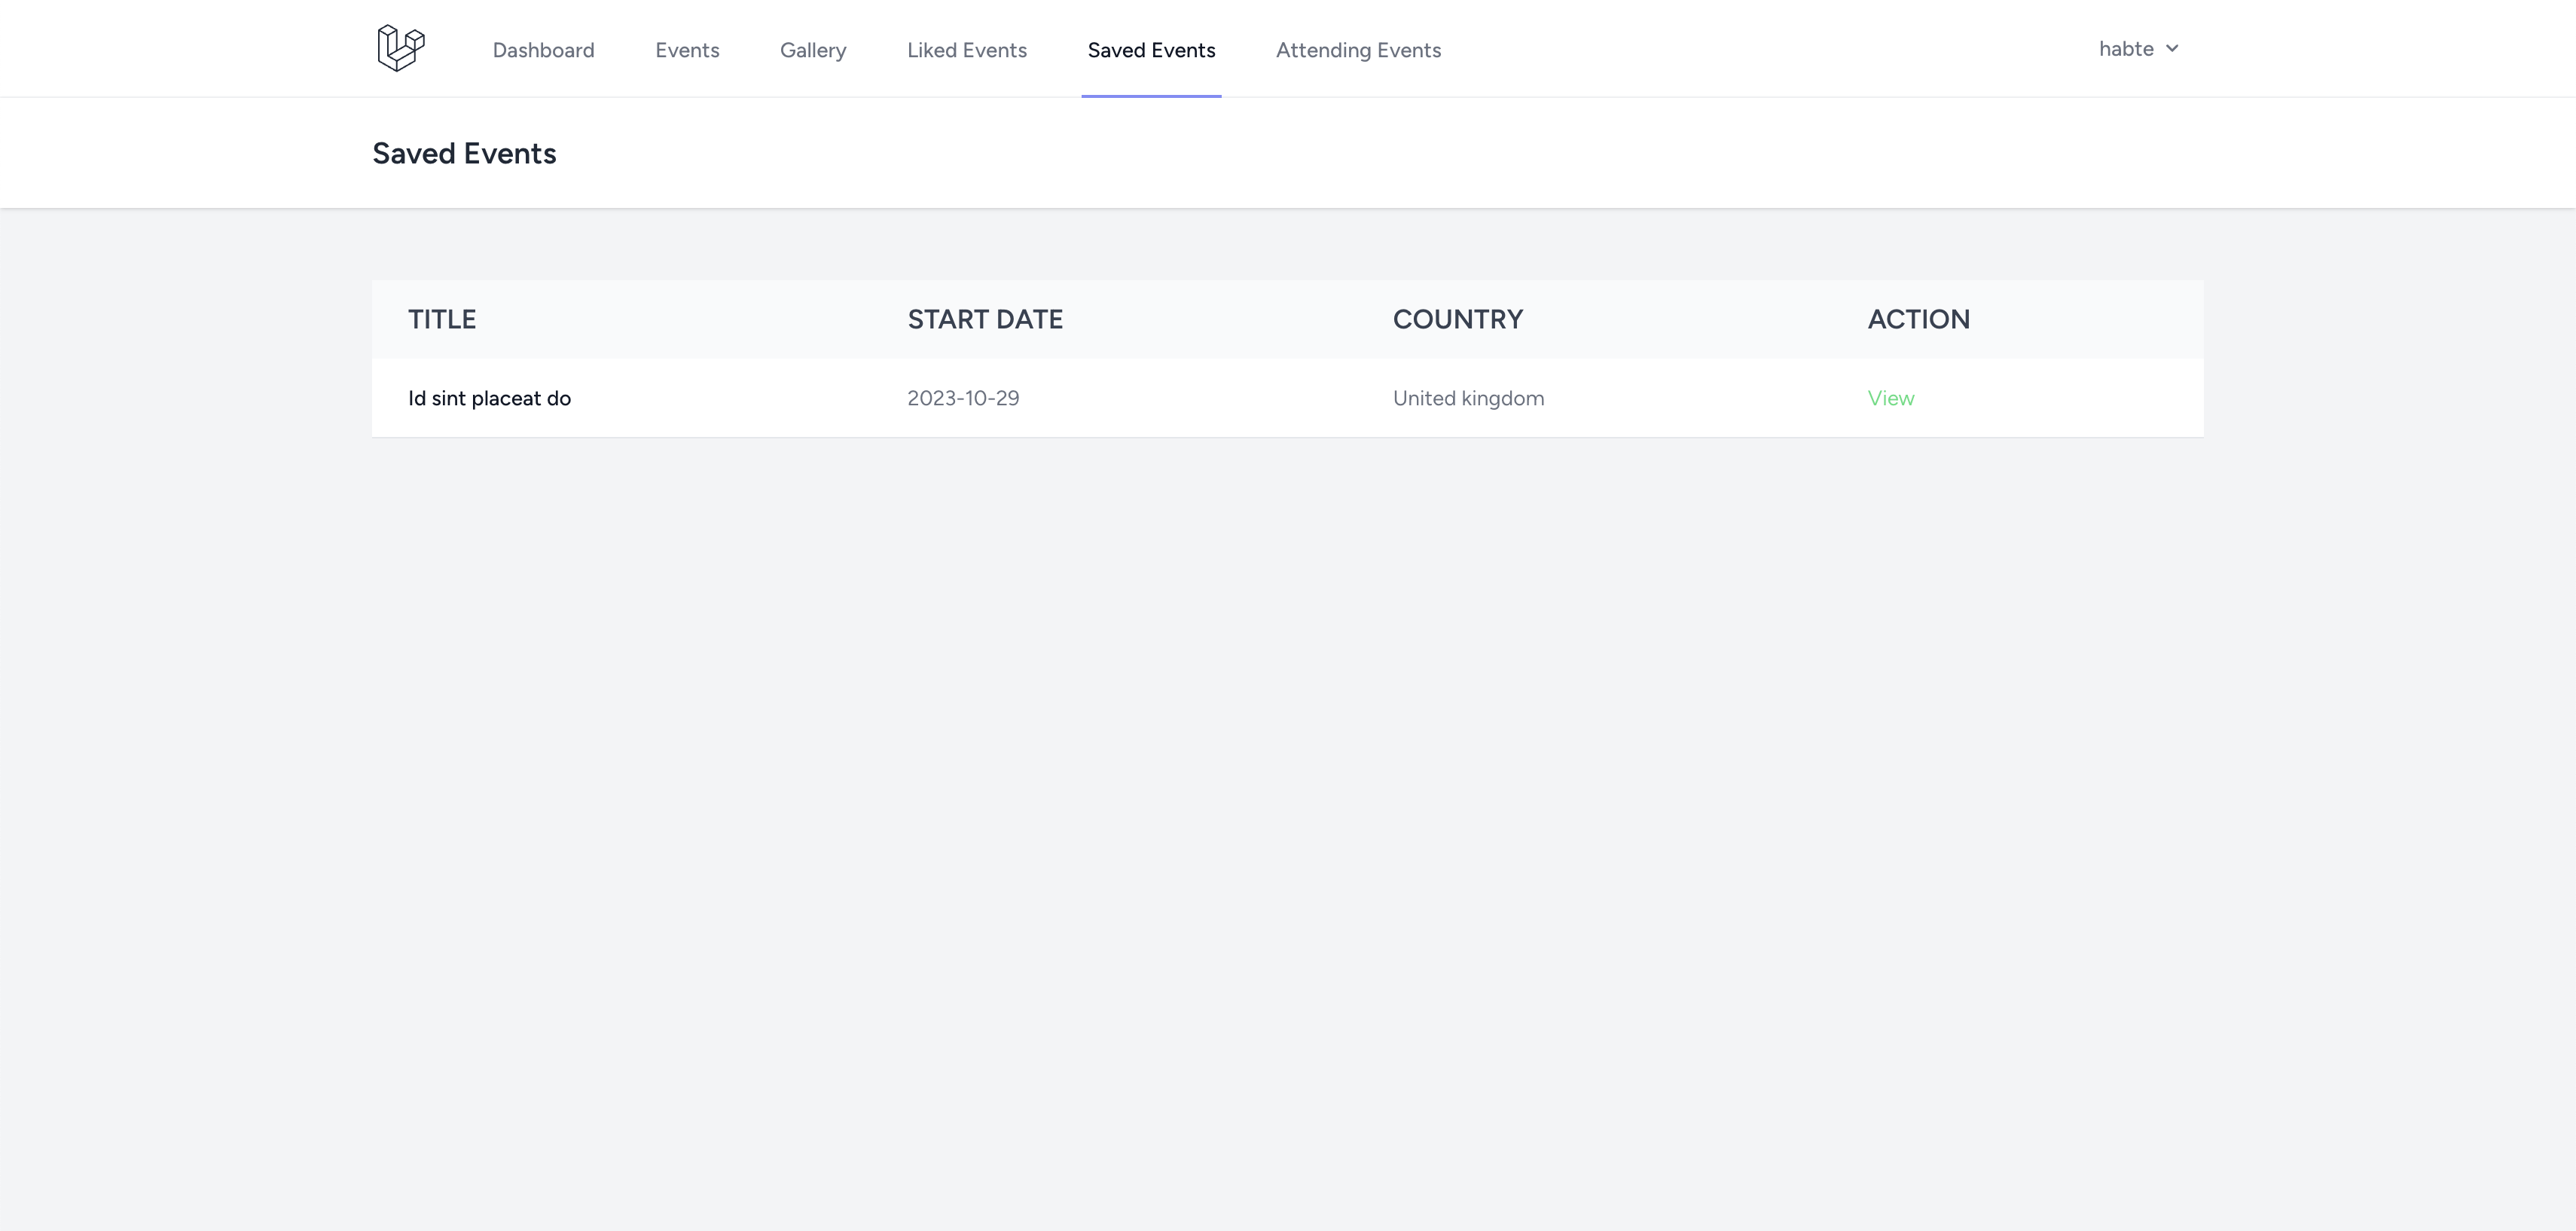 Dashboard Events Gallery Liked Events Saved Events Attending Events habte
Saved Events
TITLE START DATE COUNTRY ACTION
Id sint placeat do 2023-10-29 United kingdom View